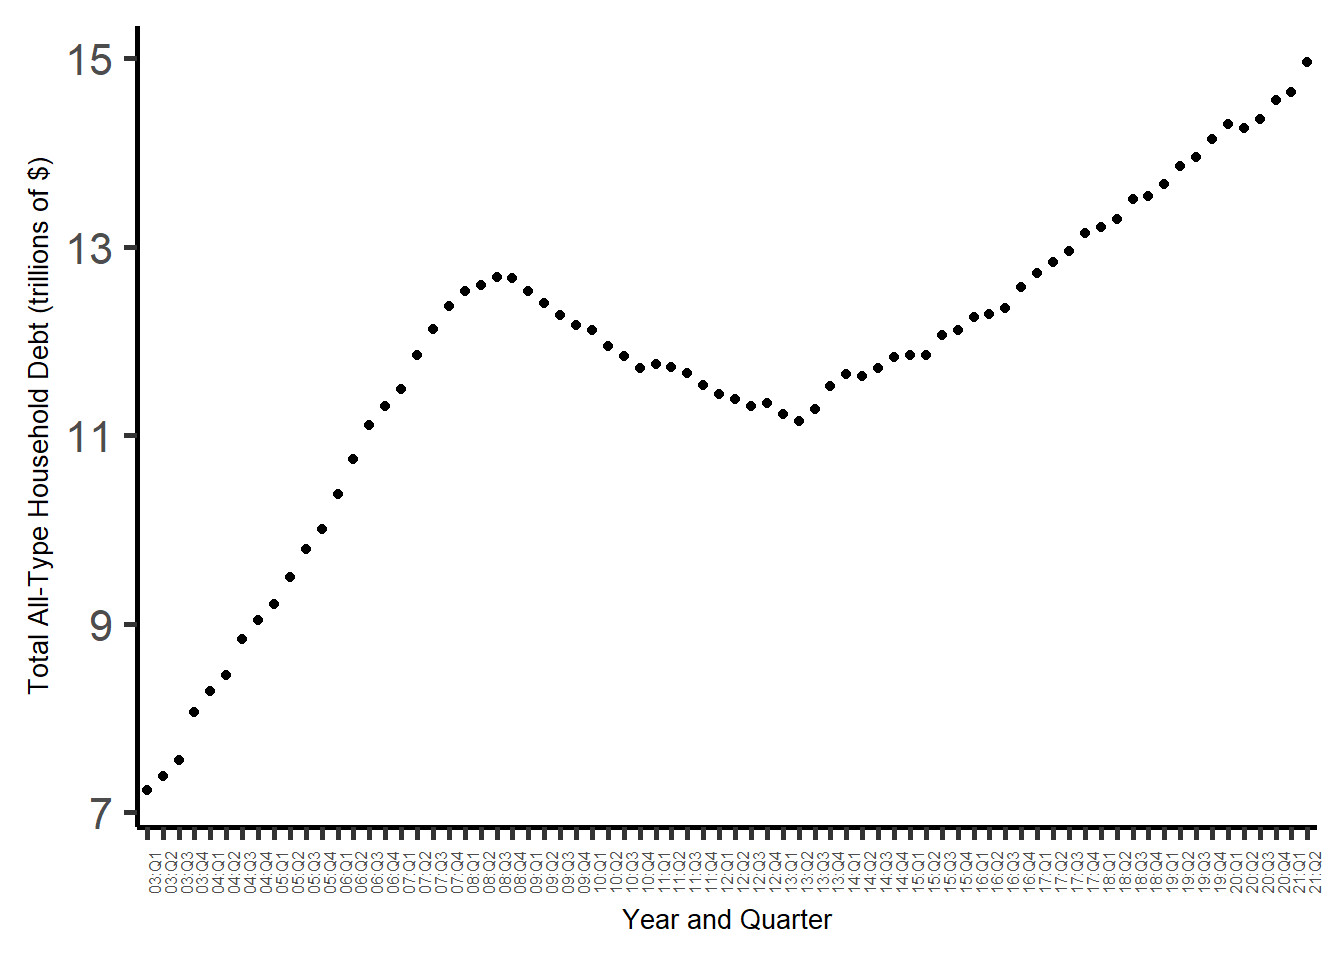 15
13
11
9
7
Total All-Type Household Debt (trillions of $)
03:Q1
03:Q2
03:Q3
03:Q4
04:Q1
04:Q2
04:Q3
04:Q4
05:Q1
05:Q2
05:Q3
05:Q4
06:Q1
06:Q2
06:Q3
06:Q4
07:Q1
07:Q2
07:Q3
07:Q4
08:Q1
08:Q2
08:Q3
08:Q4
09:Q1
09:Q2
09:Q3
09:Q4
10:Q1
10:Q2
10:Q3
10:Q4
11:Q1
11:Q2
11:Q3
11:Q4
12:Q1
12:Q2
12:Q3
12:Q4
13:Q1
13:Q2
13:Q3
13:Q4
14:Q1
14:Q2
14:Q3
14:Q4
15:Q1
15:Q2
15:Q3
15:Q4
16:Q1
16:Q2
16:Q3
16:Q4
17:Q1
17:Q2
17:Q3
17:Q4
18:Q1
18:Q2
18:Q3
18:Q4
19:Q1
19:Q2
19:Q3
19:Q4
20:Q1
20:Q2
20:Q3
20:Q4
21:Q1
21:Q2
Year and Quarter